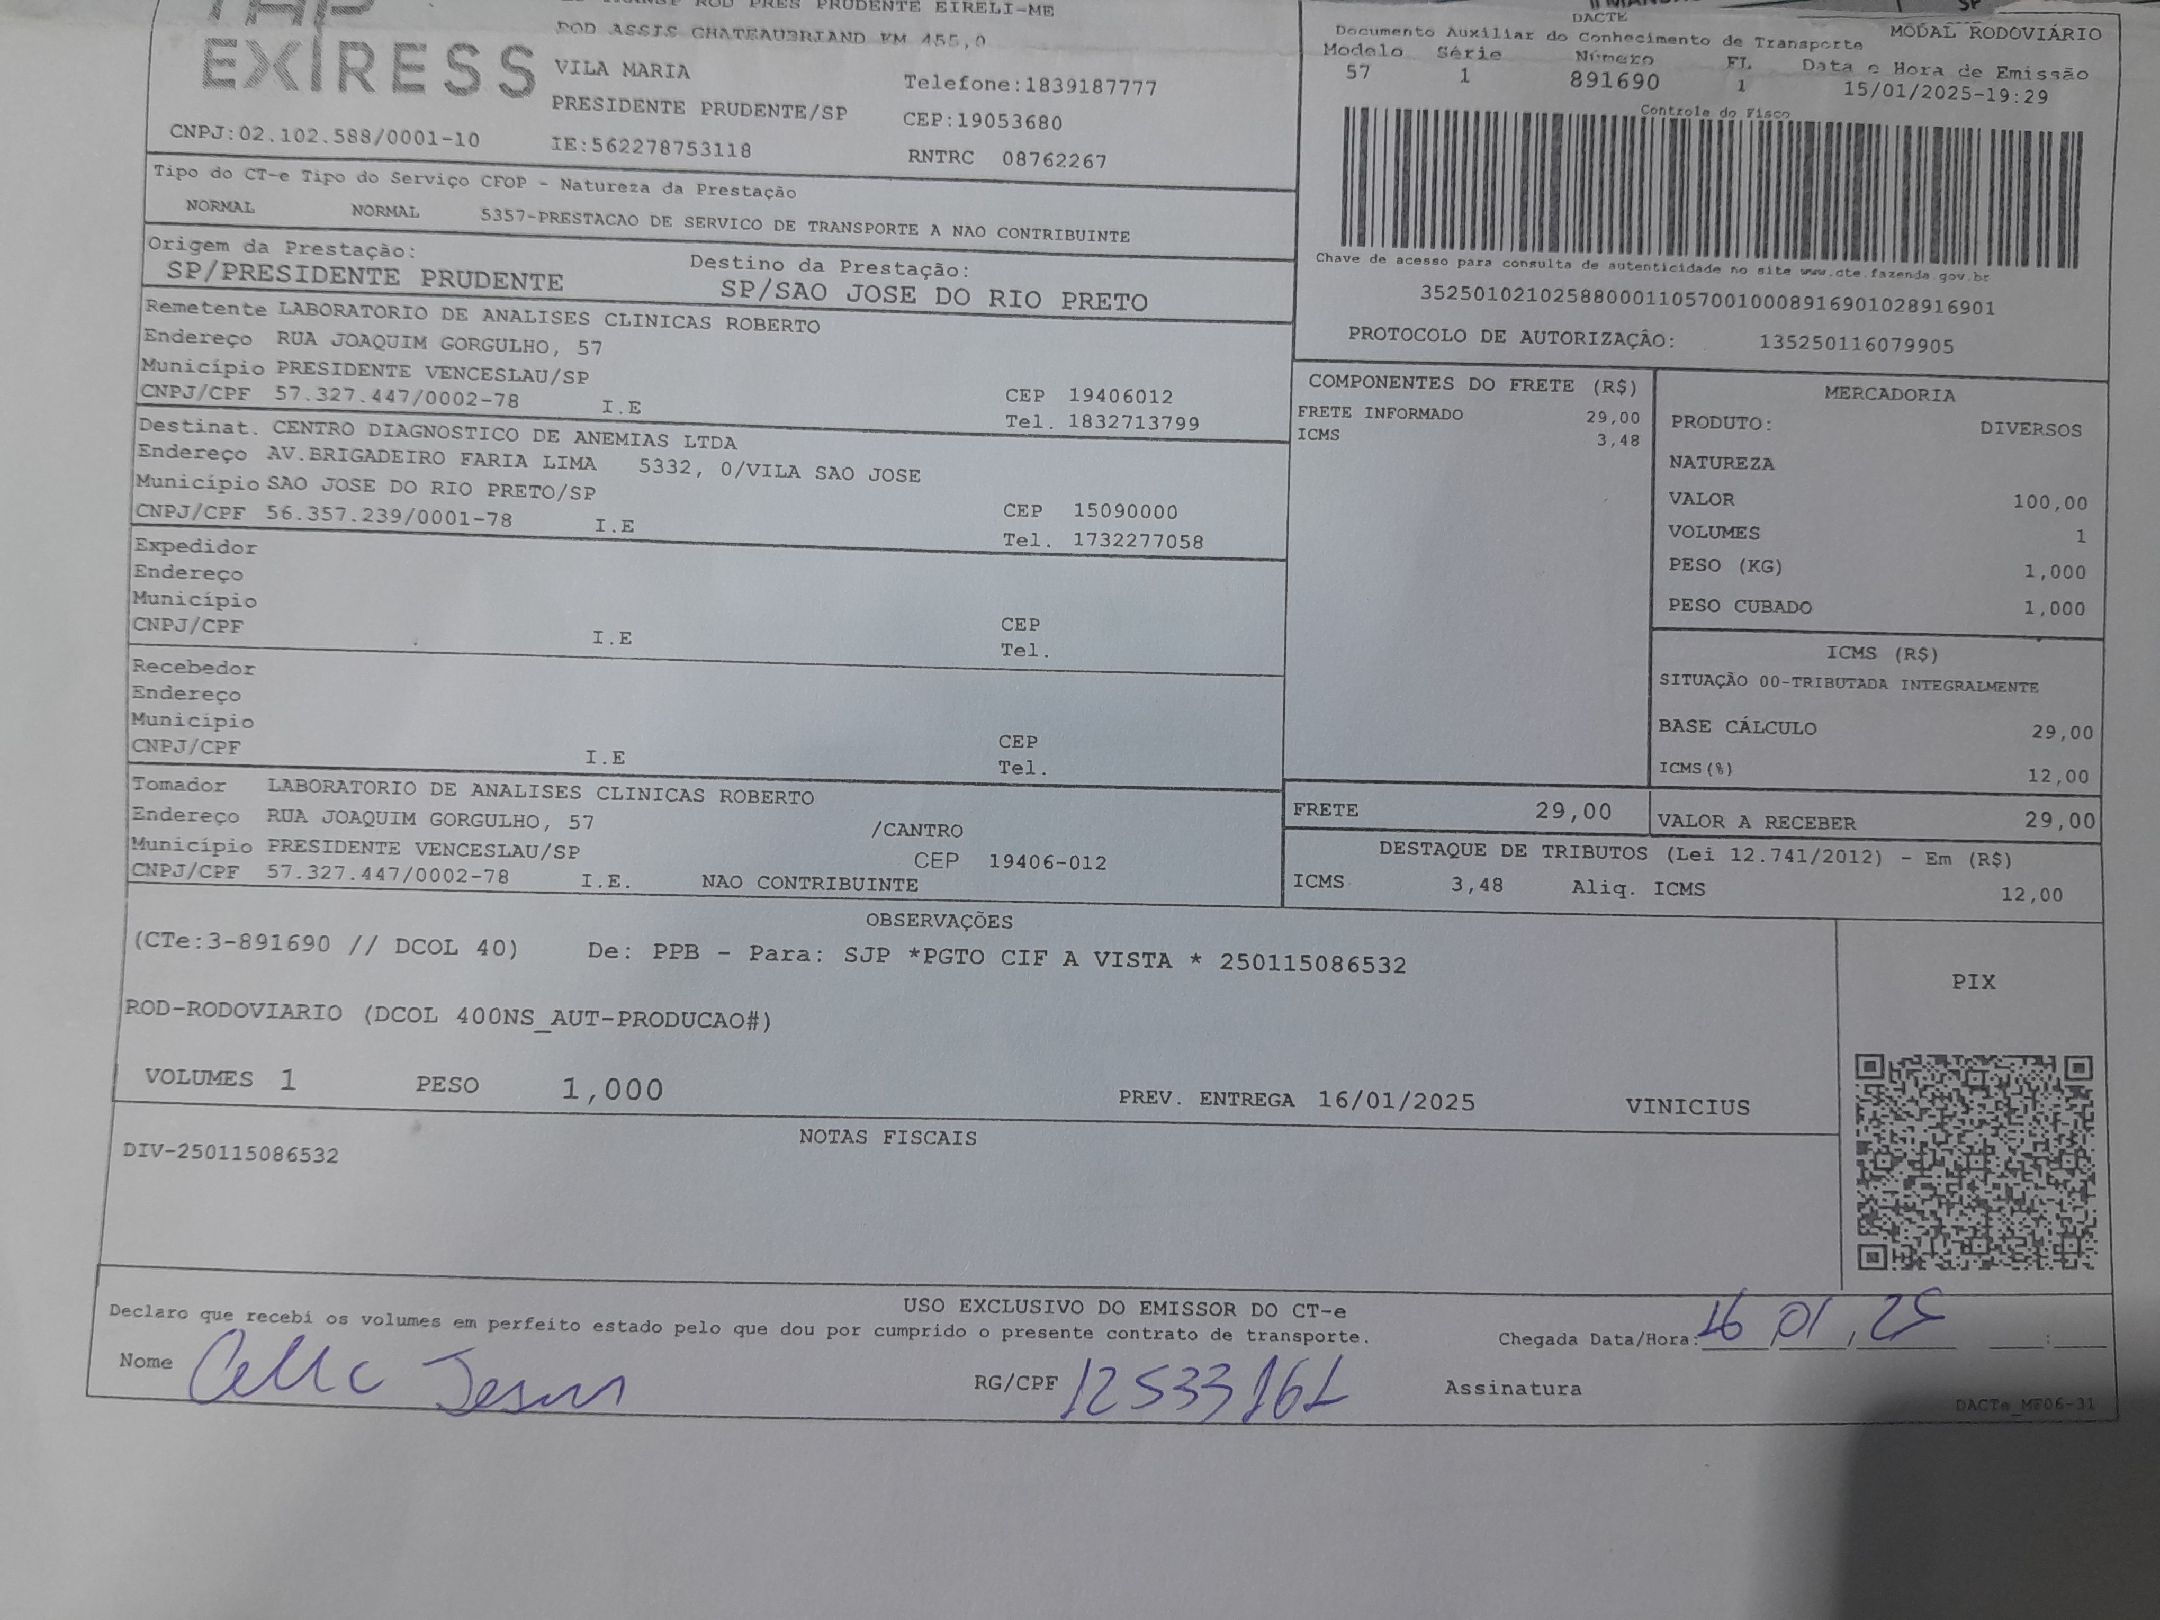 EXPRESS
TRANSP ROD PRES PRUDENTE EIRELI-ME
ROD ASSIS CHATEAUBRIAND KM 455,0
VILA MARIA
Telefone:1839187777
PRESIDENTE PRUDENTE/SP
CEP:19053680
CNPJ:02.102.588/0001-10
IE:562278753118
RNTRC 08762267
DACTE
MODAL RODOVIÁRIO
Documento Auxiliar do Conhecimento de Transporte
Modelo Série Número FL Data e Hora de Emissão
57 1 891690 1 15/01/2025-19:29
Controle do Fisco
Chave de acesso para consulta de autenticidade no site www.cte.fazenda.gov.br
35250102102588000110570010008916901028916901
PROTOCOLO DE AUTORIZAÇÃO: 135250116079905
Tipo do CT-e Tipo do Serviço CFOP - Natureza da Prestação
NORMAL NORMAL 5357-PRESTACAO DE SERVICO DE TRANSPORTE A NAO CONTRIBUINTE
Origem da Prestação: Destino da Prestação:
SP/PRESIDENTE PRUDENTE SP/SAO JOSE DO RIO PRETO
Remetente LABORATORIO DE ANALISES CLINICAS ROBERTO
Endereço RUA JOAQUIM GORGULHO, 57
Município PRESIDENTE VENCESLAU/SP
CEP 19406012
CNPJ/CPF 57.327.447/0002-78 I.E
Tel. 1832713799
Destinat. CENTRO DIAGNOSTICO DE ANEMIAS LTDA
Endereço AV.BRIGADEIRO FARIA LIMA 5332, 0/VILA SAO JOSE
Município SAO JOSE DO RIO PRETO/SP
CEP 15090000
CNPJ/CPF 56.357.239/0001-78 I.E
Tel. 1732277058
Expedidor
Endereço
Município
CEP
CNPJ/CPF I.E
Tel.
Recebedor
Endereço
Município
CEP
CNPJ/CPF I.E
Tel.
Tomador LABORATORIO DE ANALISES CLINICAS ROBERTO
Endereço RUA JOAQUIM GORGULHO, 57 /CANTRO
Município PRESIDENTE VENCESLAU/SP CEP 19406-012
CNPJ/CPF 57.327.447/0002-78 I.E. NAO CONTRIBUINTE
COMPONENTES DO FRETE (R$)
FRETE INFORMADO 29,00
ICMS 3,48
MERCADORIA
PRODUTO: DIVERSOS
NATUREZA
VALOR 100,00
VOLUMES 1
PESO (KG) 1,000
PESO CUBADO 1,000
ICMS (R$)
SITUAÇÃO 00-TRIBUTADA INTEGRALMENTE
BASE CÁLCULO 29,00
ICMS(%) 12,00
FRETE 29,00 VALOR A RECEBER 29,00
DESTAQUE DE TRIBUTOS (Lei 12.741/2012) - Em (R$)
ICMS 3,48 Aliq. ICMS 12,00
OBSERVAÇÕES
(CTe:3-891690 // DCOL 40) De: PPB - Para: SJP *PGTO CIF A VISTA * 250115086532
ROD-RODOVIARIO (DCOL 400NS_AUT-PRODUCAO#)
VOLUMES 1 PESO 1,000 PREV. ENTREGA 16/01/2025 VINICIUS
PIX
NOTAS FISCAIS
DIV-250115086532
USO EXCLUSIVO DO EMISSOR DO CT-e
Declaro que recebi os volumes em perfeito estado pelo que dou por cumprido o presente contrato de transporte.
Chegada Data/Hora: 16 01 25
Nome Jesus RG/CPF Assinatura
DACTe_MF06-31